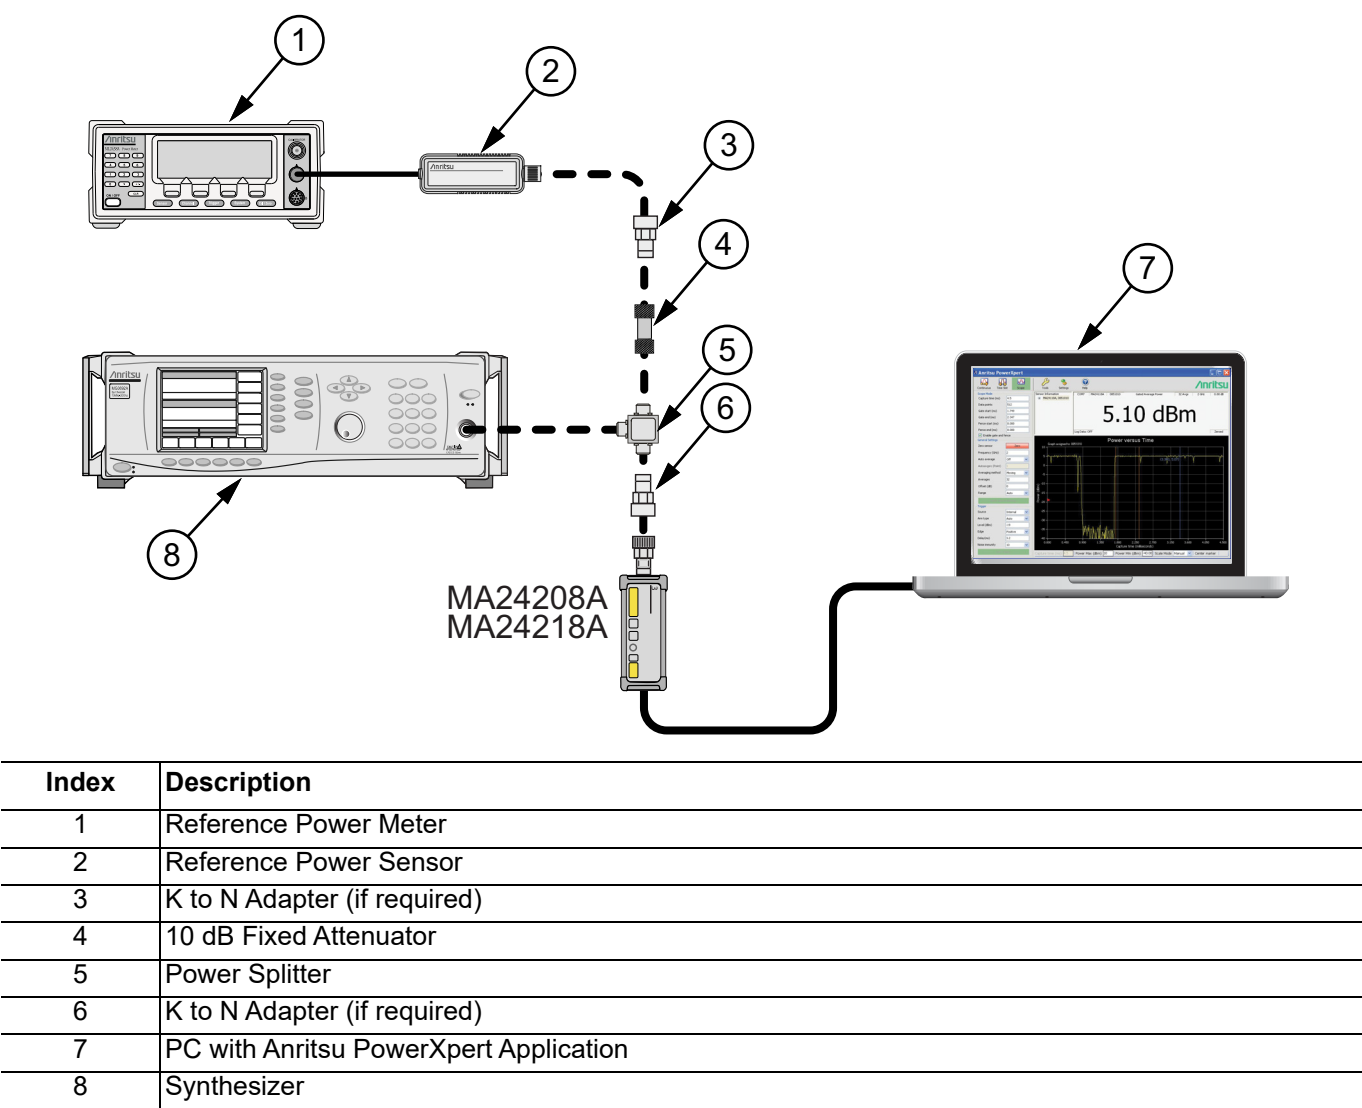 1
2
Anritsu
Anritsu
3
4
7
5
Anritsu
6
Anritsu PowerXpert
Anritsu
5.10 dBm
Power versus Time
8
MA24208A
MA24218A
Index Description
1 Reference Power Meter
2 Reference Power Sensor
3 K to N Adapter (if required)
4 10 dB Fixed Attenuator
5 Power Splitter
6 K to N Adapter (if required)
7 PC with Anritsu PowerXpert Application
8 Synthesizer